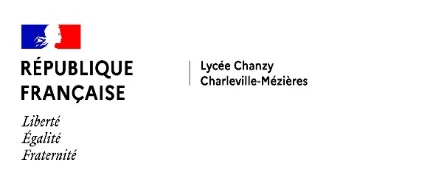 RÉPUBLIQUE
FRANÇAISE
Liberté
Égalité
Fraternité
Lycée Chanzy
Charleville-Mézières